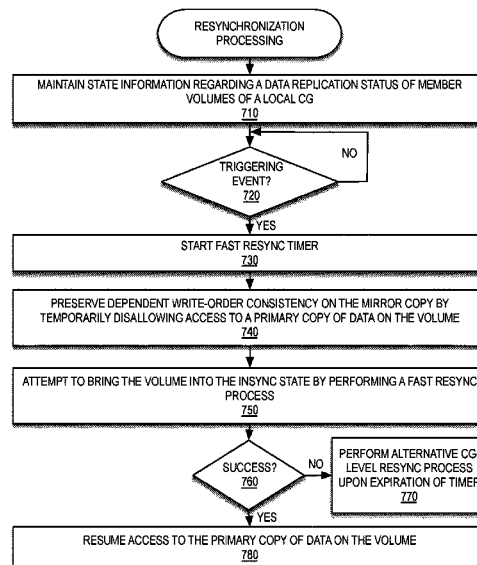 RESYNCHRONIZATION
PROCESSING
MAINTAIN STATE INFORMATION REGARDING A DATA REPLICATION STATUS OF MEMBER
VOLUMES OF A LOCAL CG
710
NO
TRIGGERING
EVENT?
720
YES
START FAST RESYNC TIMER
730
PRESERVE DEPENDENT WRITE-ORDER CONSISTENCY ON THE MIRROR COPY BY
TEMPORARILY DISALLOWING ACCESS TO A PRIMARY COPY OF DATA ON THE VOLUME
740
ATTEMPT TO BRING THE VOLUME INTO THE INSYNC STATE BY PERFORMING A FAST RESYNC
PROCESS
750
SUCCESS?
760
NO
PERFORM ALTERNATIVE CG-
LEVEL RESYNC PROCESS
UPON EXPIRATION OF TIMER
770
YES
RESUME ACCESS TO THE PRIMARY COPY OF DATA ON THE VOLUME
780